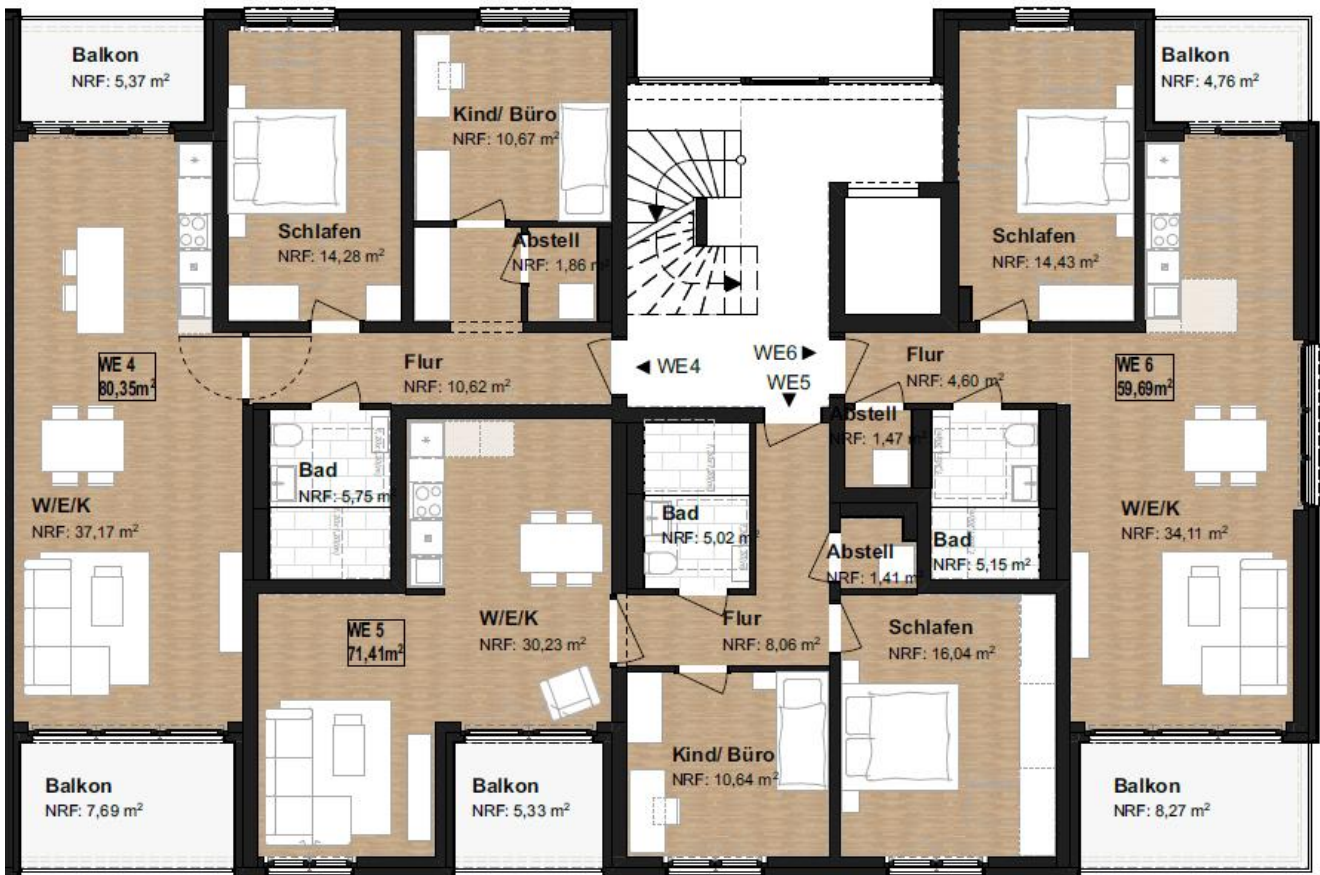 Balkon
NRF: 5,37 m²
Schlafen
NRF: 14,28 m²
Kind/ Büro
NRF: 10,67 m²
Abstell
NRF: 1,86 m²
Schlafen
NRF: 14,43 m²
Balkon
NRF: 4,76 m²
WE 4
80,35m²
Flur
NRF: 10,62 m²
WE4
WE6
WE5
Flur
NRF: 4,60 m²
WE 6
59,69m²
Abstell
NRF: 1,47 m²
W/E/K
NRF: 37,17 m²
Bad
NRF: 5,75 m²
Bad
NRF: 5,02 m²
Abstell
NRF: 1,41 m²
Bad
NRF: 5,15 m²
W/E/K
NRF: 34,11 m²
WE 5
71,41m²
W/E/K
NRF: 30,23 m²
Flur
NRF: 8,06 m²
Schlafen
NRF: 16,04 m²
Balkon
NRF: 7,69 m²
Balkon
NRF: 5,33 m²
Kind/ Büro
NRF: 10,64 m²
Balkon
NRF: 8,27 m²